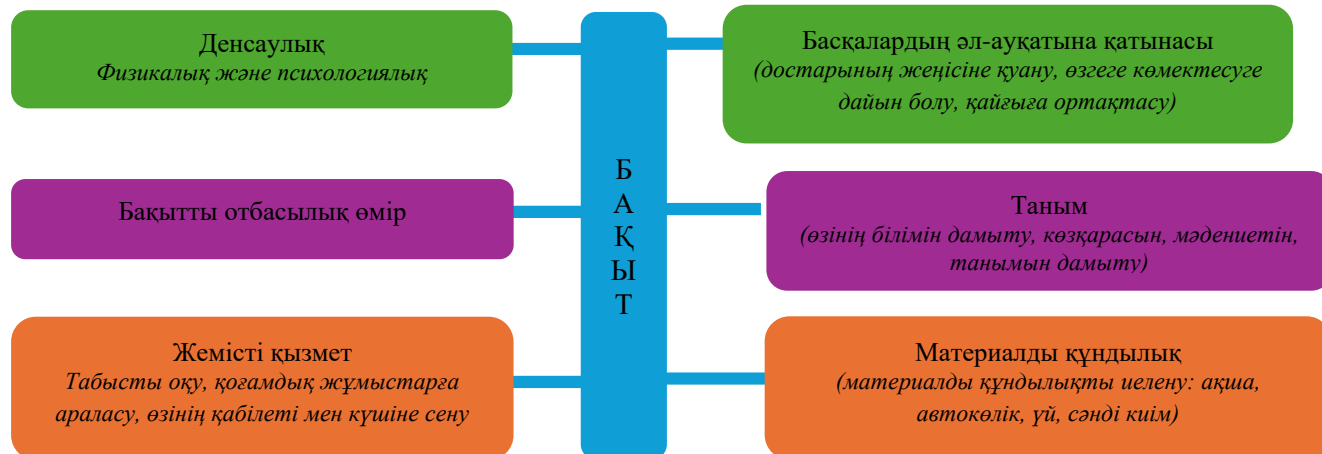 Денсаулық
Физикалық және психологиялық
Басқалардың әл-ауқатына қатынасы
(достарының жеңісіне қуану, өзгеге көмектесуге
дайын болу, қайғыға ортақтасу)
Б
А
Қ
Ы
Т
Бақытты отбасылық өмір
Таным
(өзінің білімін дамыту, көзқарасын, мәдениетін,
танымын дамыту)
Жемісті қызмет
Табысты оқу, қоғамдық жұмыстарға
араласу, өзінің қабілеті мен күшіне сену
Материалды құндылық
(материалды құндылықты иелену: ақша,
автокөлік, үй, сәнді киім)